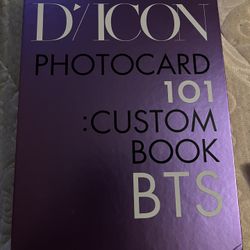 D/ICON
PHOTOCARD
101
:CUSTOM
BOOK
BTS